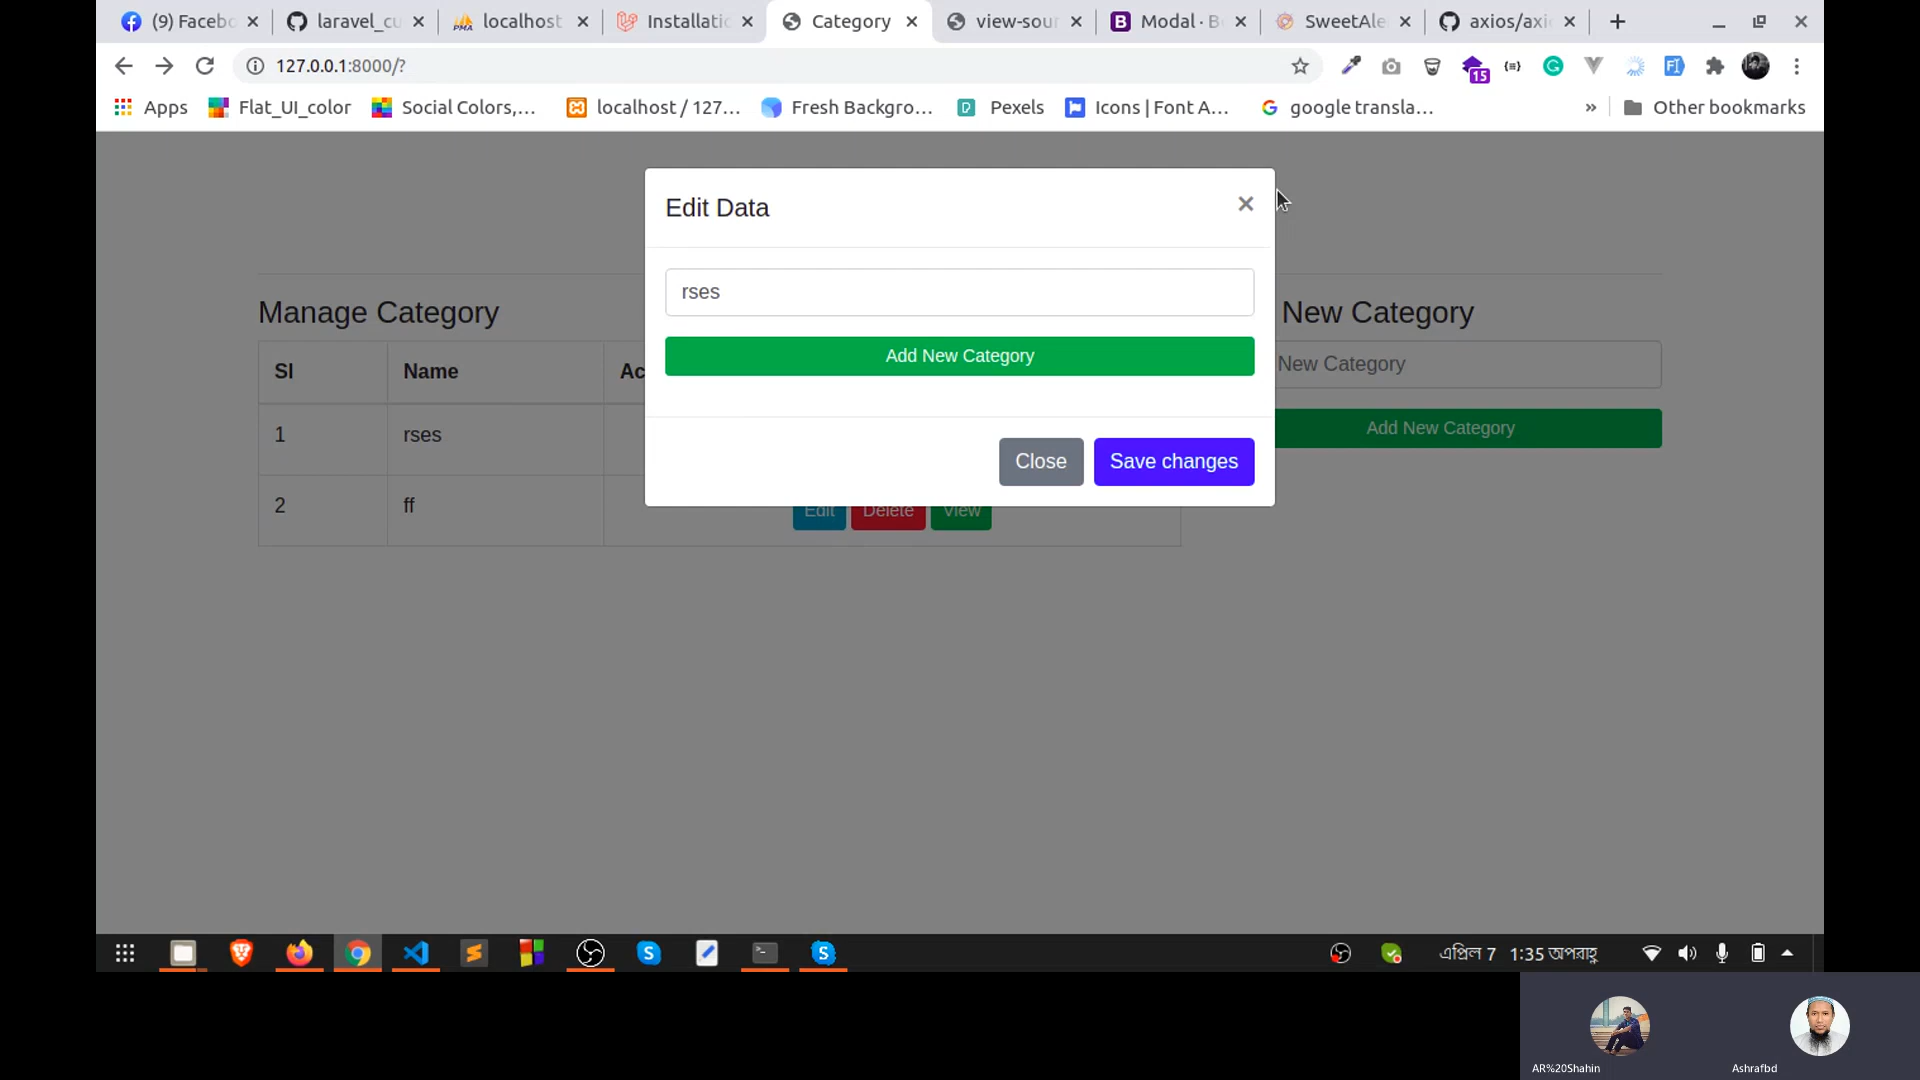 (9) Facebo
laravel_cu
localhost
Installatio
Category
view-sour
Modal · B
SweetAle
axios/axi
127.0.0.1:8000/?
15
Apps
Flat_UI_color
Social Colors,...
localhost / 127...
Fresh Backgro...
Pexels
Icons | Font A...
google transla...
»
Other bookmarks
Edit Data
×
rses
Add New Category
Close
Save changes
Manage Category
Sl
Name
Ac
1
rses
2
ff
Edit
Delete
View
New Category
New Category
Add New Category
এপ্রিল 7 1:35 অপরাহ্ণ
AR%20Shahin
Ashrafbd